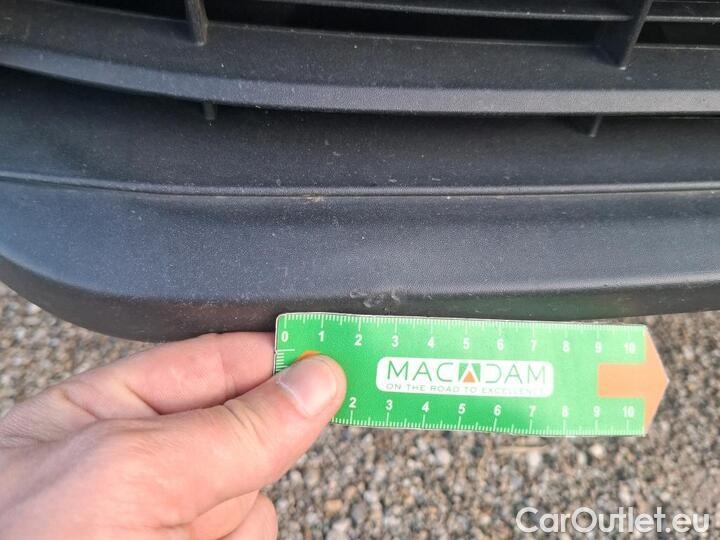 0 1 2 3 4 5 6 7 8 9 10
MACADAM
ON THE ROAD TO EXCELLENCE
2 3 4 5 6 7 8 9 10
CarOutlet.eu